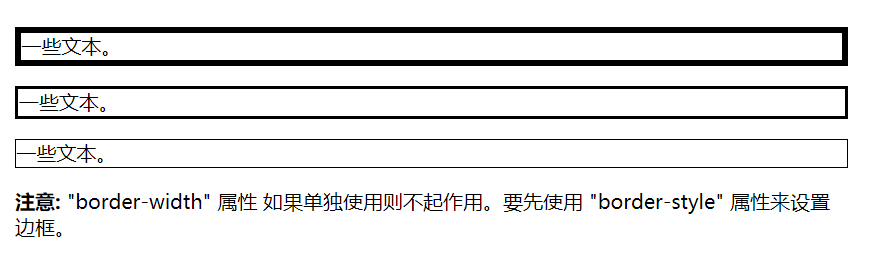 一些文本。
一些文本。
一些文本。
注意: "border-width" 属性 如果单独使用则不起作用。要先使用 "border-style" 属性来设置
边框。